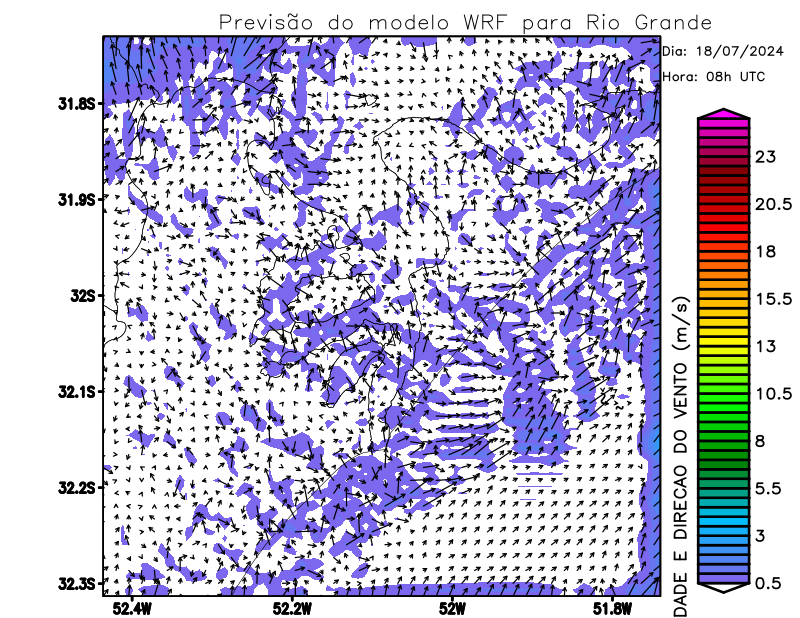 Previsão do modelo WRF para Rio Grande
Dia: 18/07/2024
Hora: 08h UTC
31.8S
31.9S
32S
32.1S
32.2S
32.3S
52.4W
52.2W
52W
51.8W
DADE E DIRECAO DO VENTO (m/s)
23
20.5
18
15.5
13
10.5
8
5.5
3
0.5